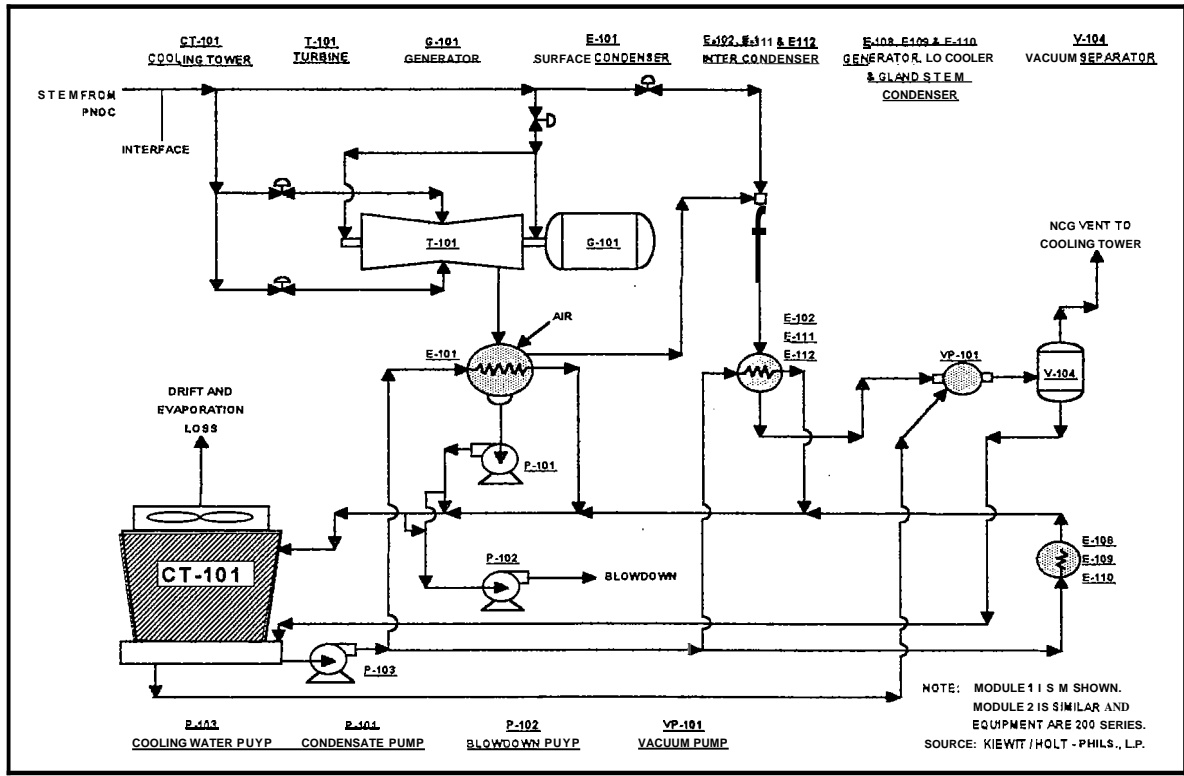 CT-101
COOLING TOWER
T-101
TURBINE
G-101
GENERATOR
E-101
SURFACE CONDENSER
E-102, E-111 & E112
INTER CONDENSER
E-108, E109 & E-110
GENERATOR, LO COOLER
& GLAND STEM
CONDENSER
V-104
VACUUM SEPARATOR
STEM FROM
PNOC
INTERFACE
T-101
G-101
NCG VENT TO
COOLING TOWER
AIR
E-101
E-102
E-111
E-112
VP-101
V-104
DRIFT AND
EVAPORATION
LOSS
P-101
CT-101
P-102
BLOWDOWN
E-108
E-109
E-110
P-103
NOTE: MODULE 1 I S M SHOWN.
MODULE 2 IS SIMILAR AND
EQUIPMENT ARE 200 SERIES.
SOURCE: KIEWIT / HOLT - PHILS., L.P.
P-103
COOLING WATER PUYP
P-101
CONDENSATE PUMP
P-102
BLOWDOWN PUYP
VP-101
VACUUM PUMP